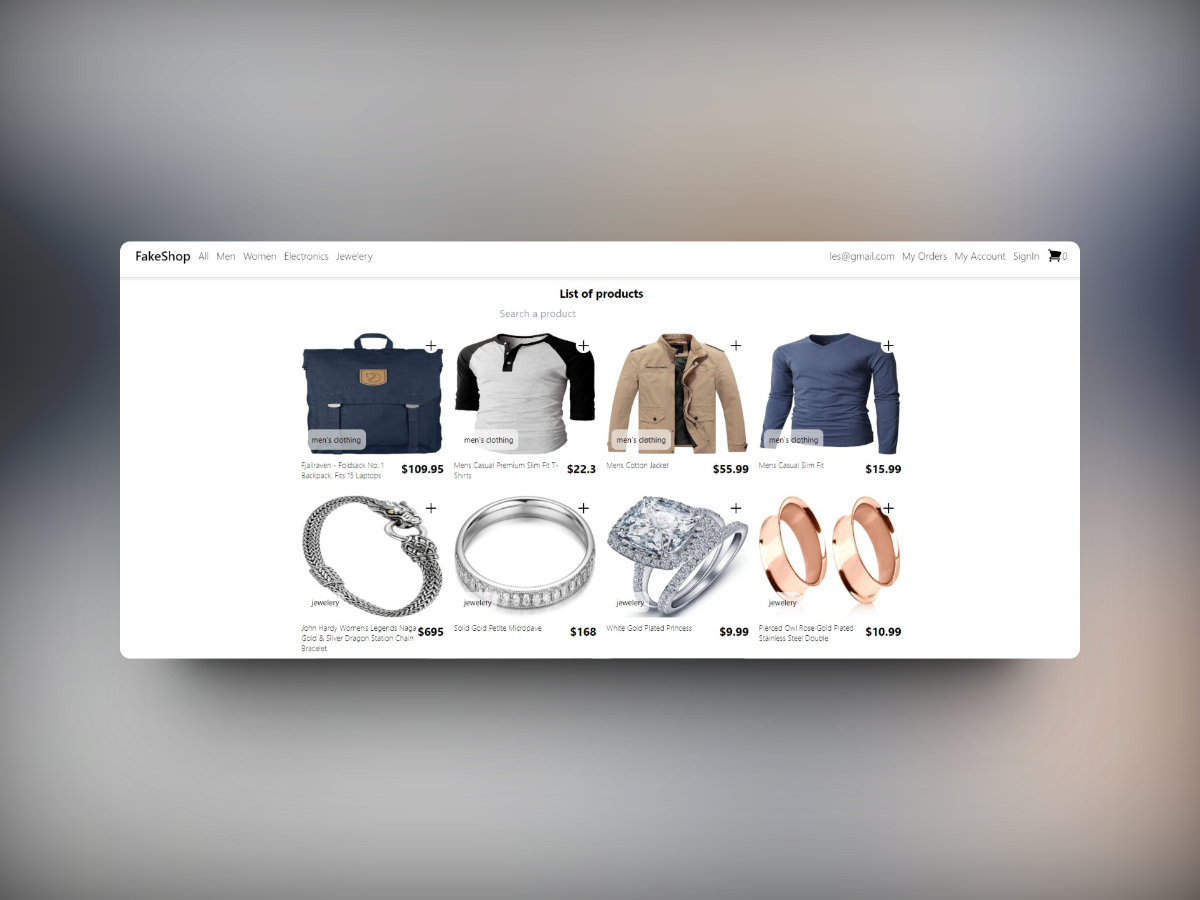 FakeShop All Men Women Electronics Jewelery les@gmail.com My Orders My Account SignIn 0
List of products
Search a product
men's clothing men's clothing men's clothing men's clothing
Fjallraven - Foldsack No. 1 $109.95 Mens Casual Premium Slim Fit T- $22.3 Mens Cotton Jacket $55.99 Mens Casual Slim Fit $15.99
Backpack, Fits 15 Laptops Shirts
jewelery jewelery jewelery jewelery
John Hardy Women's Legends Naga $695 Solid Gold Petite Micropave $168 White Gold Plated Princess $9.99 Pierced Owl Rose Gold Plated $10.99
Gold & Silver Dragon Station Chain Stainless Steel Double
Bracelet